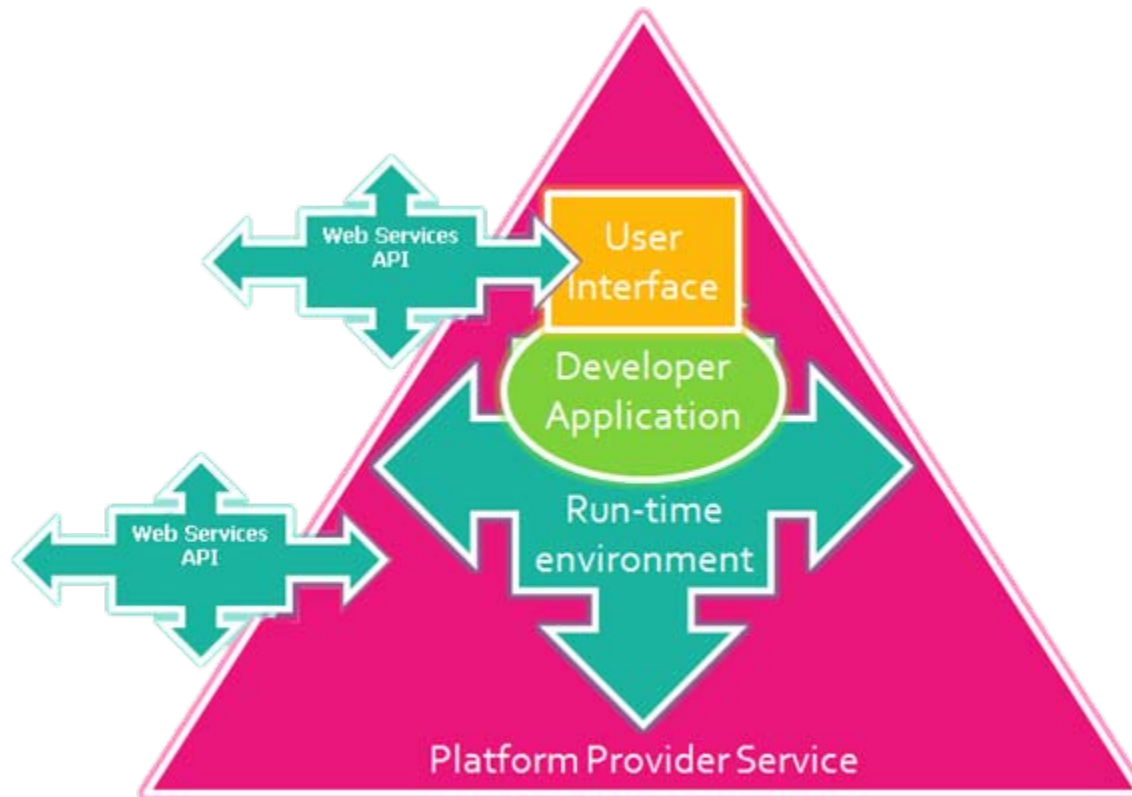 Web Services
API
User
Interface
Developer
Application
Run-time
environment
Web Services
API
Platform Provider Service